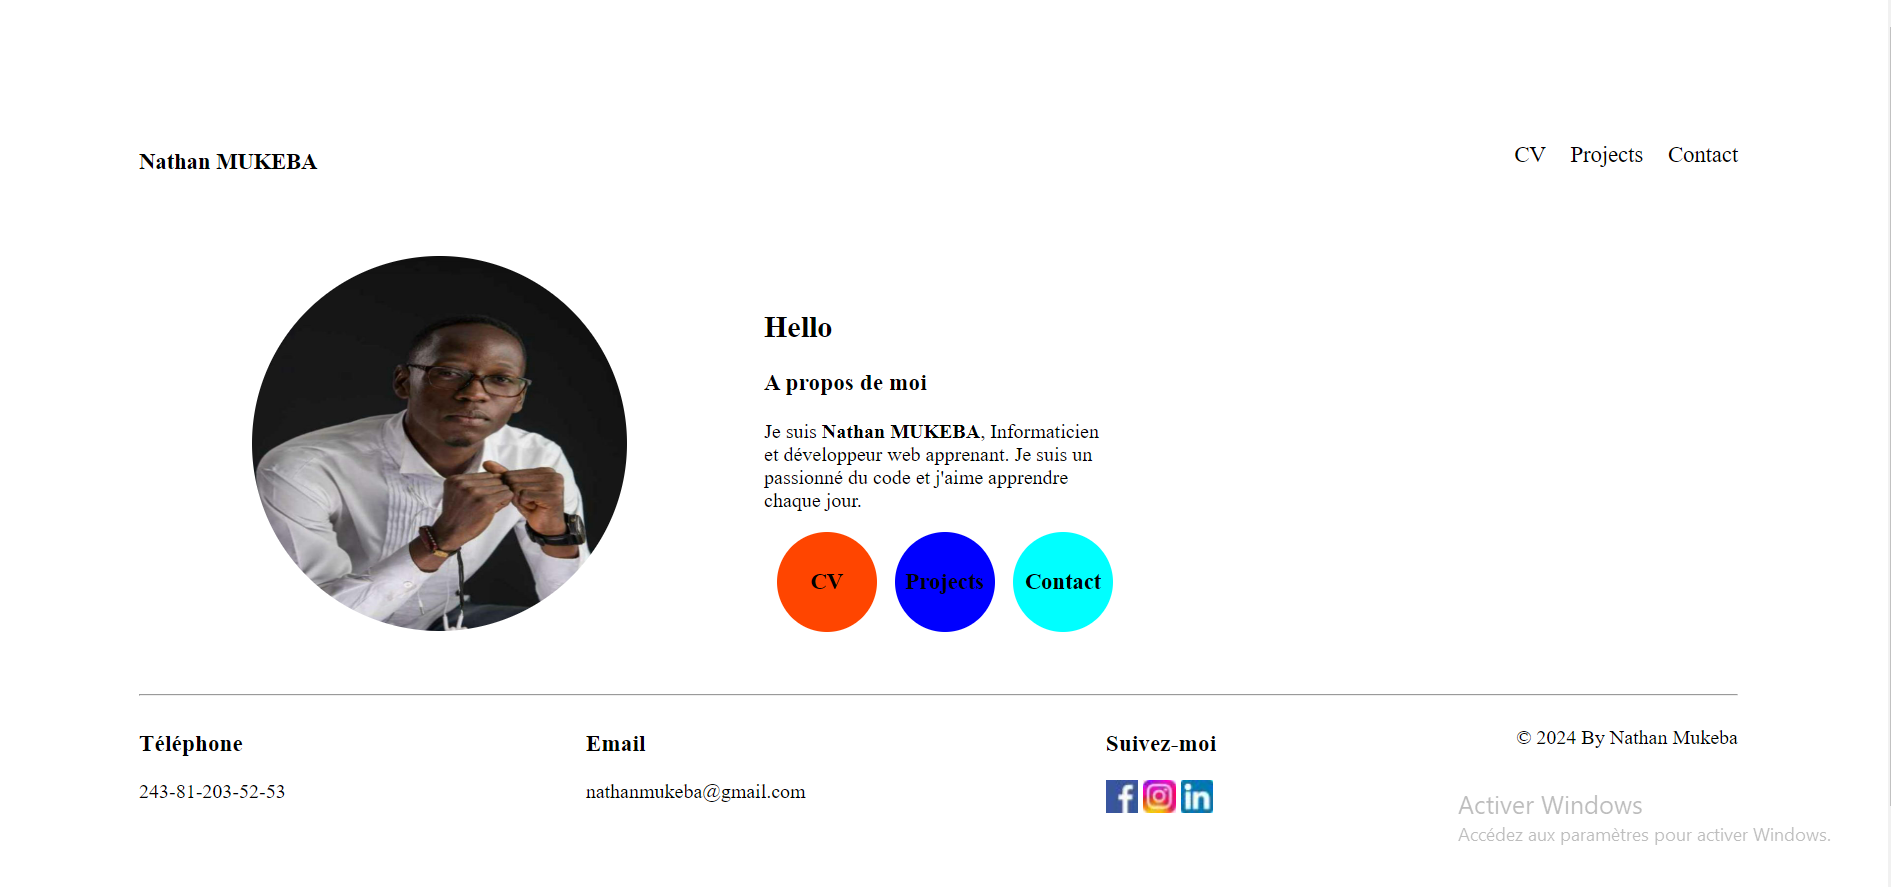 Nathan MUKEBA
CV Projects Contact
Hello
A propos de moi
Je suis Nathan MUKEBA, Informaticien
et développeur web apprenant. Je suis un
passionné du code et j'aime apprendre
chaque jour.
CV
Projects
Contact
Téléphone
243-81-203-52-53
Email
nathanmukeba@gmail.com
Suivez-moi
f
in
© 2024 By Nathan Mukeba
Activer Windows
Accédez aux paramètres pour activer Windows.